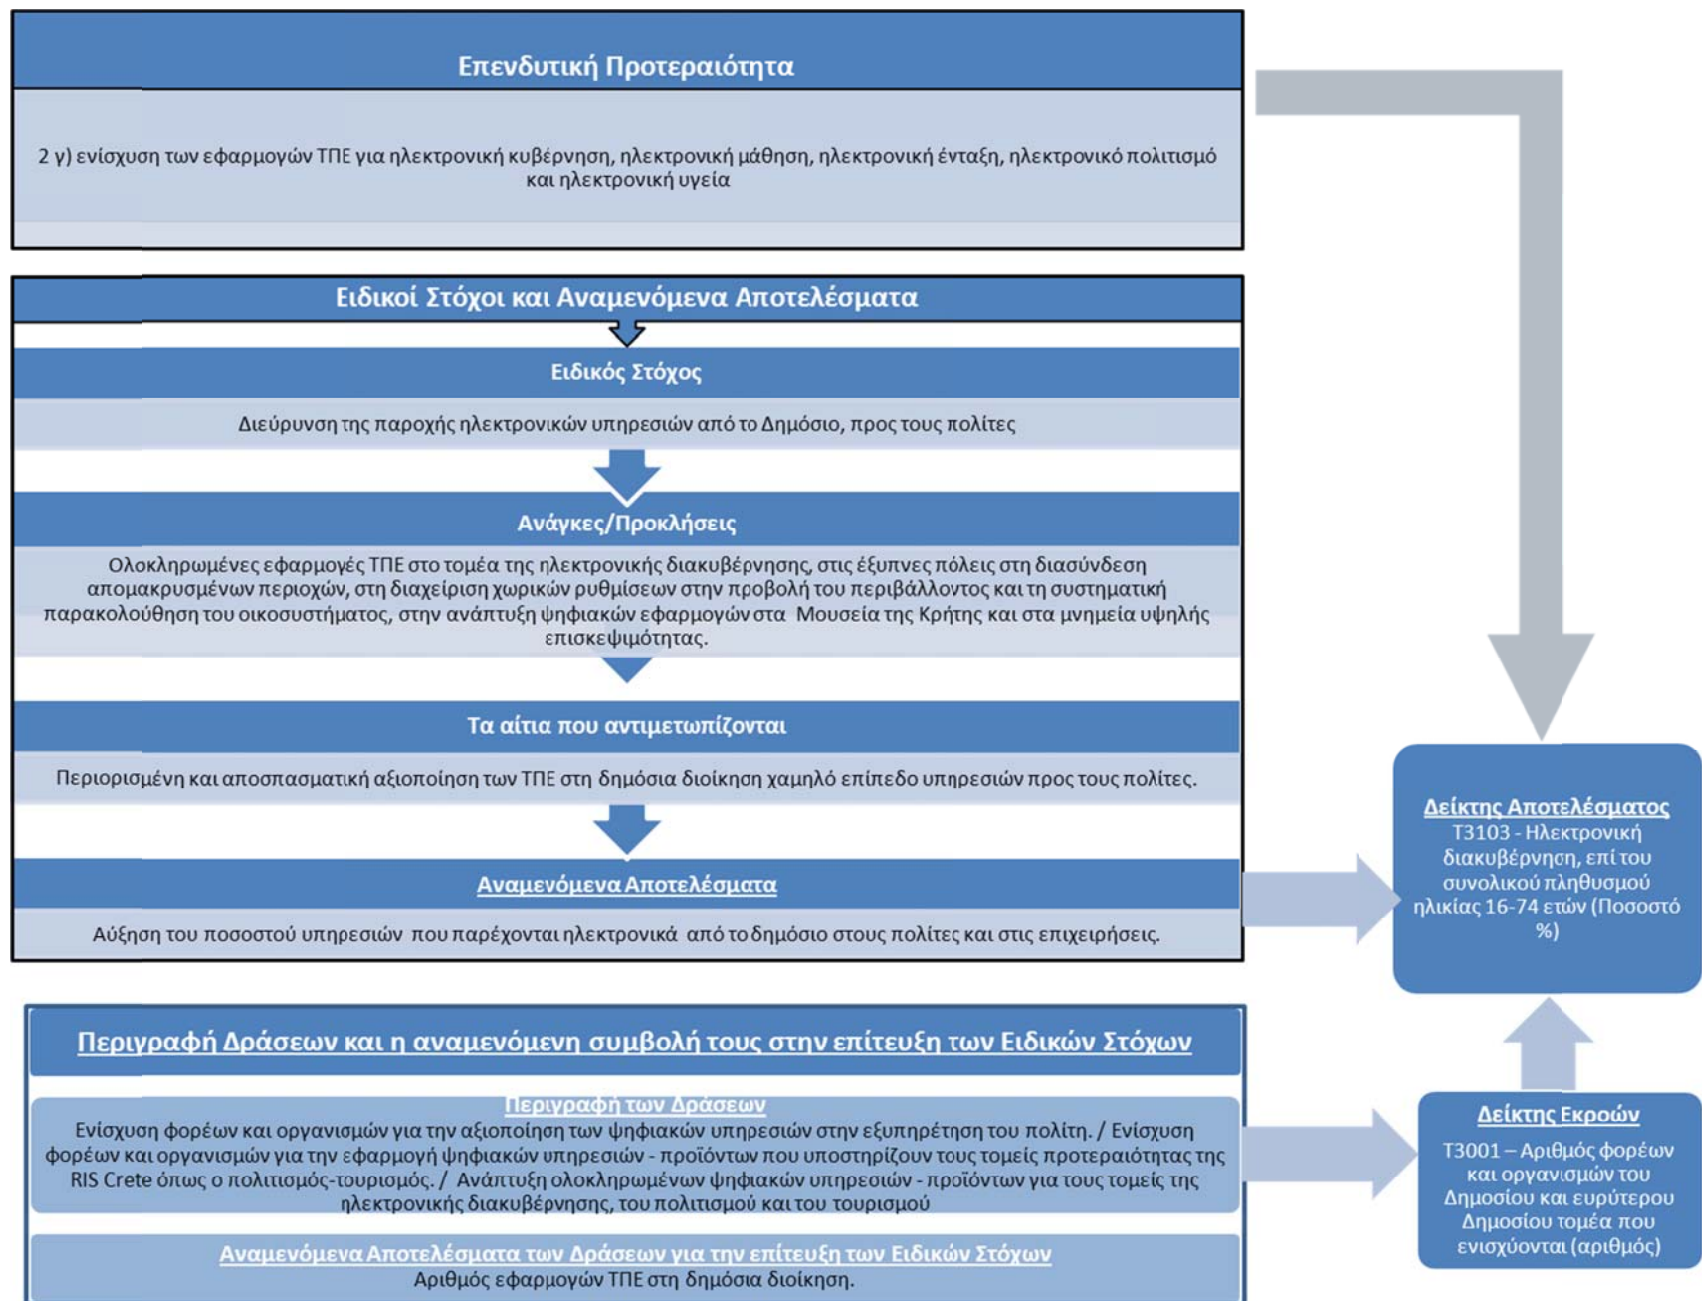 Επενδυτική Προτεραιότητα
2 γ) ενίσχυση των εφαρμογών ΤΠΕ για ηλεκτρονική κυβέρνηση, ηλεκτρονική μάθηση, ηλεκτρονική ένταξη, ηλεκτρονικό πολιτισμό
και ηλεκτρονική υγεία
Ειδικοί Στόχοι και Αναμενόμενα Αποτελέσματα
Ειδικός Στόχος
Διεύρυνση της παροχής ηλεκτρονικών υπηρεσιών από το Δημόσιο, προς τους πολίτες
Ανάγκες/Προκλήσεις
Ολοκληρωμένες εφαρμογές ΤΠΕ στο τομέα της ηλεκτρονικής διακυβέρνησης, στις έξυπνες πόλεις στη διασύνδεση
απομακρυσμένων περιοχών, στη διαχείριση χωρικών ρυθμίσεων στην προβολή του περιβάλλοντος και τη συστηματική
παρακολούθηση του οικοσυστήματος, στην ανάπτυξη ψηφιακών εφαρμογών στα Μουσεία της Κρήτης και στα μνημεία υψηλής
επισκεψιμότητας.
Τα αίτια που αντιμετωπίζονται
Περιορισμένη και αποσπασματική αξιοποίηση των ΤΠΕ στη δημόσια διοίκηση χαμηλό επίπεδο υπηρεσιών προς τους πολίτες.
Αναμενόμενα Αποτελέσματα
Αύξηση του ποσοστού υπηρεσιών που παρέχονται ηλεκτρονικά από το δημόσιο στους πολίτες και στις επιχειρήσεις.
Δείκτης Αποτελέσματος
Τ3103 - Ηλεκτρονική
διακυβέρνηση, επί του
συνολικού πληθυσμού
ηλικίας 16-74 ετών (Ποσοστό
%)
Περιγραφή Δράσεων και η αναμενόμενη συμβολή τους στην επίτευξη των Ειδικών Στόχων
Περιγραφή των Δράσεων
Ενίσχυση φορέων και οργανισμών για την αξιοποίηση των ψηφιακών υπηρεσιών στην εξυπηρέτηση του πολίτη. / Ενίσχυση
φορέων και οργανισμών για την εφαρμογή ψηφιακών υπηρεσιών - προϊόντων που υποστηρίζουν τους τομείς προτεραιότητας της
RIS Crete όπως ο πολιτισμός-τουρισμός. / Ανάπτυξη ολοκληρωμένων ψηφιακών υπηρεσιών - προϊόντων για τους τομείς της
ηλεκτρονικής διακυβέρνησης, του πολιτισμού και του τουρισμού
Αναμενόμενα Αποτελέσματα των Δράσεων για την επίτευξη των Ειδικών Στόχων
Αριθμός εφαρμογών ΤΠΕ στη δημόσια διοίκηση.
Δείκτης Εκροών
Τ3001 – Αριθμός φορέων
και οργανισμών του
Δημοσίου και ευρύτερου
Δημοσίου τομέα που
ενισχύονται (αριθμός)